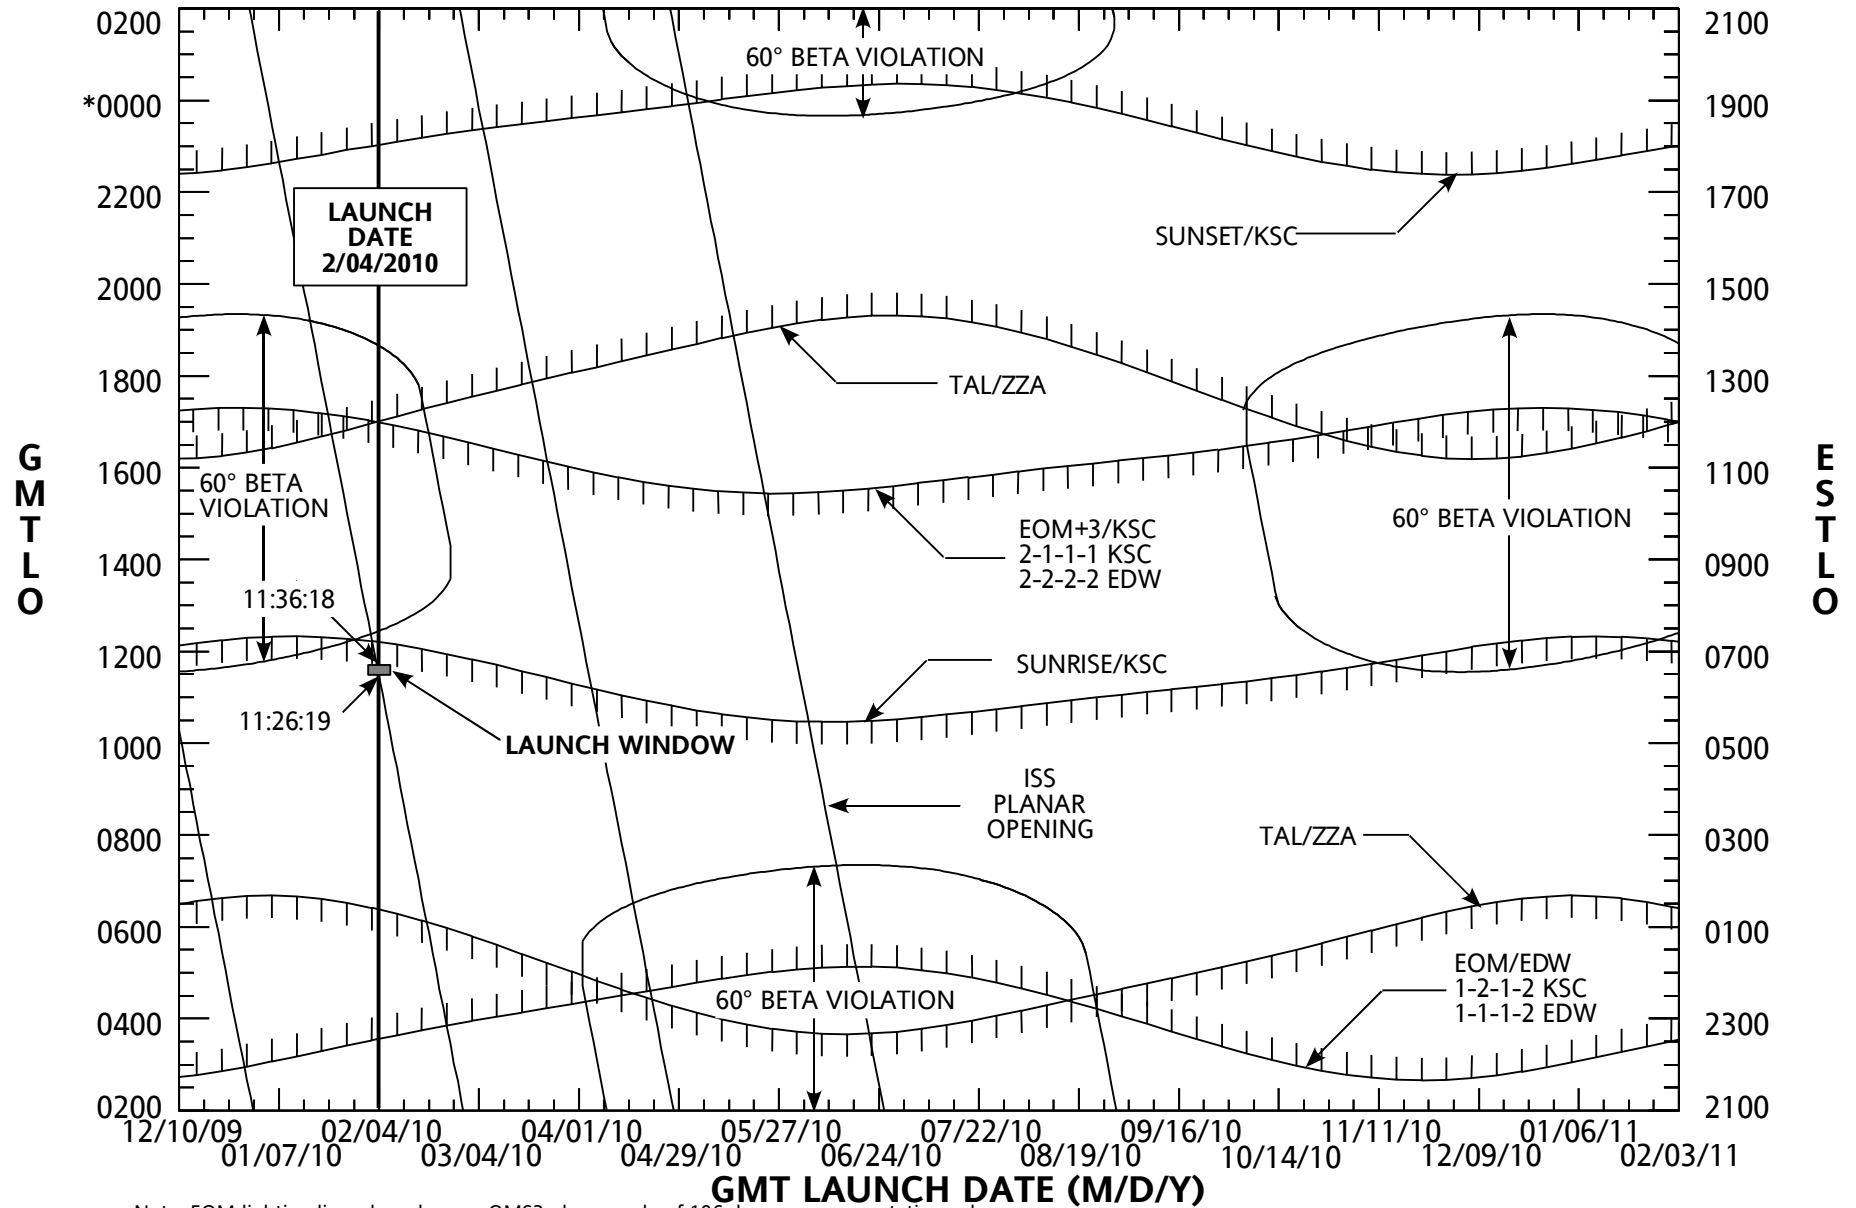 0200
*0000
2200
2000
1800
1600
1400
1200
1000
0800
0600
0400
0200
G
M
T
L
O
2100
1900
1700
1500
1300
1100
0900
0700
0500
0300
0100
2300
2100
E
S
T
L
O
60° BETA VIOLATION
LAUNCH
DATE
2/04/2010
SUNSET/KSC
TAL/ZZA
60° BETA
VIOLATION
60° BETA VIOLATION
EOM+3/KSC
2-1-1-1 KSC
2-2-2-2 EDW
11:36:18
SUNRISE/KSC
11:26:19
LAUNCH WINDOW
ISS
PLANAR
OPENING
TAL/ZZA
EOM/EDW
1-2-1-2 KSC
1-1-1-2 EDW
60° BETA VIOLATION
12/10/09
01/07/10
02/04/10
03/04/10
04/01/10
04/29/10
05/27/10
06/24/10
07/22/10
08/19/10
09/16/10
10/14/10
11/11/10
12/09/10
01/06/11
02/03/11
GMT LAUNCH DATE (M/D/Y)